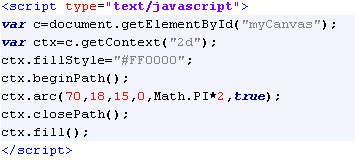 <script type="text/javascript">
var c=document.getElementById("myCanvas");
var ctx=c.getContext("2d");
ctx.fillStyle="#FF0000";
ctx.beginPath();
ctx.arc(70,18,15,0,Math.PI*2,true);
ctx.closePath();
ctx.fill();
</script>